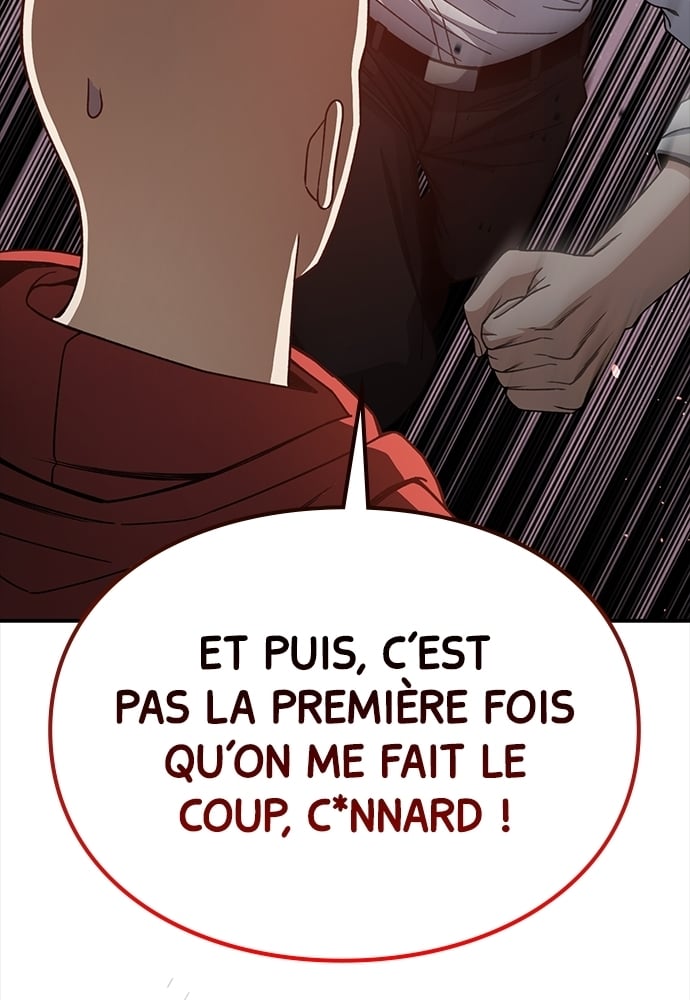 ET PUIS, C'EST
PAS LA PREMIÈRE FOIS
QU'ON ME FAIT LE
COUP, C*NNARD !